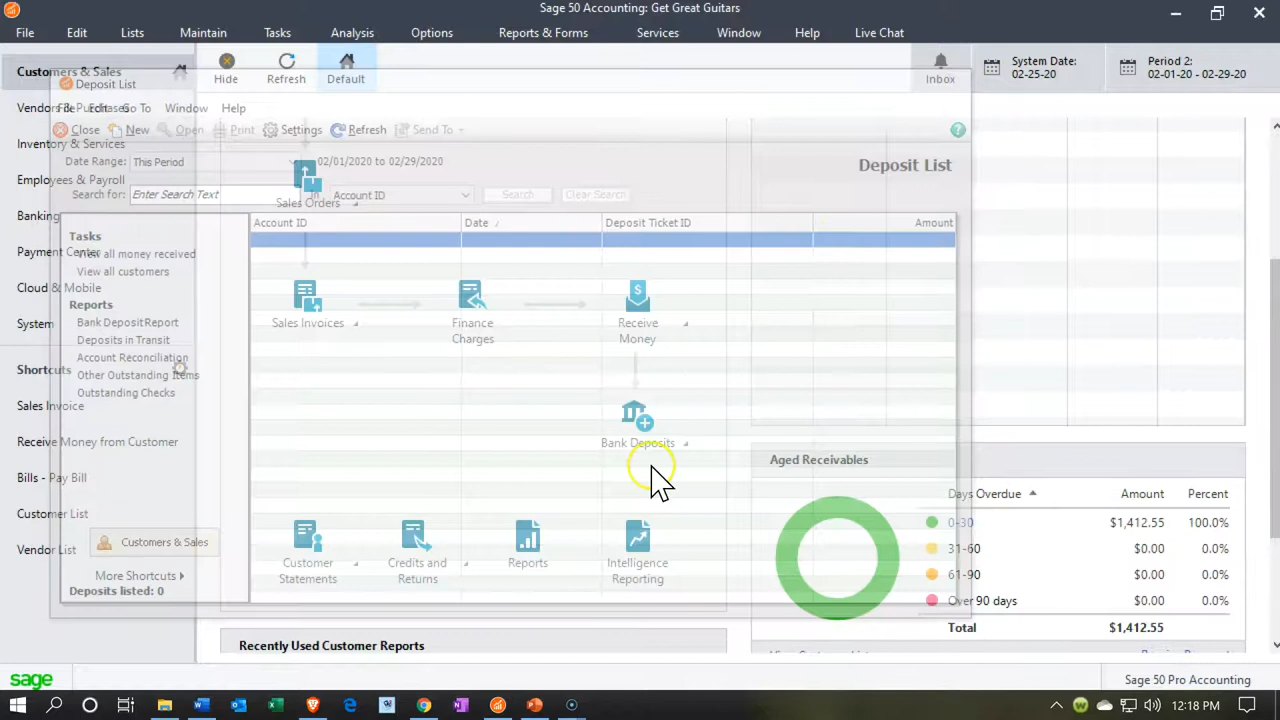 Sage 50 Accounting: Get Great Guitars
File Edit Lists Maintain Tasks Analysis Options Reports & Forms Services Window Help Live Chat
Customers & Sales
Vendors & Purchases
Inventory & Services
Employees & Payroll
Banking
Payment Center
Cloud & Mobile
System
Shortcuts
Sales Invoice
Receive Money from Customer
Bills - Pay Bill
Customer List
Vendor List
Customers & Sales
More Shortcuts
Hide Refresh Default
Inbox
System Date:
02-25-20
Period 2:
02-01-20 - 02-29-20
Deposit List
File Edit Go To Window Help
Close New Open Print Settings Refresh Send To
Date Range: This Period 02/01/2020 to 02/29/2020
Deposit List
Search for: Enter Search Text in Account ID Search Clear Search
Account ID Date / Deposit Ticket ID Amount
Tasks
View all money received
View all customers
Reports
Bank Deposit Report
Deposits in Transit
Account Reconciliation
Other Outstanding Items
Outstanding Checks
Deposits listed: 0
Sales Orders
Sales Invoices
Finance
Charges
Receive
Money
Bank Deposits
Customer
Statements
Credits and
Returns
Reports
Intelligence
Reporting
Recently Used Customer Reports
Aged Receivables
Days Overdue Amount Percent
0-30 $1,412.55 100.0%
31-60 $0.00 0.0%
61-90 $0.00 0.0%
Over 90 days $0.00 0.0%
Total $1,412.55
sage
Sage 50 Pro Accounting
12:18 PM